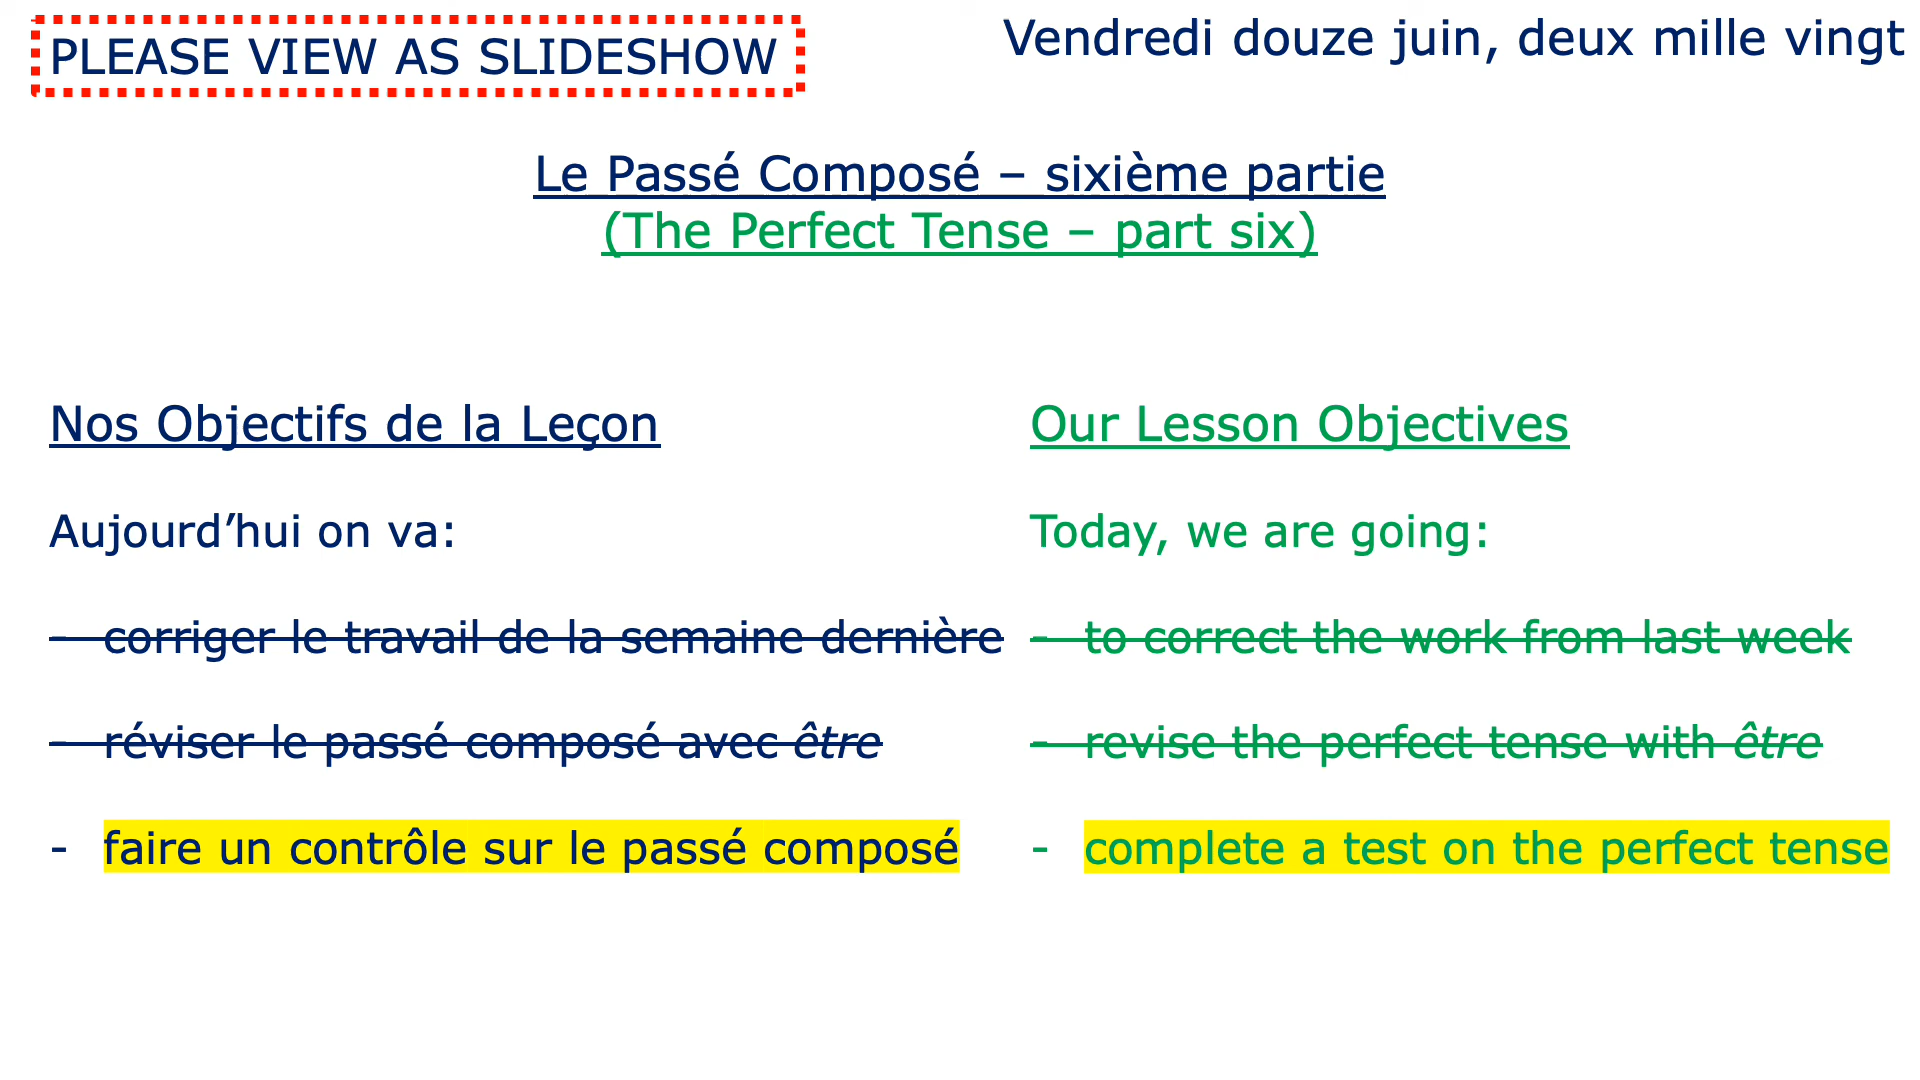 PLEASE VIEW AS SLIDESHOW
Vendredi douze juin, deux mille vingt
Le Passé Composé – sixième partie
(The Perfect Tense – part six)
Nos Objectifs de la Leçon
Aujourd’hui on va:
- corriger le travail de la semaine dernière
- réviser le passé composé avec être
- faire un contrôle sur le passé composé
Our Lesson Objectives
Today, we are going:
- to correct the work from last week
- revise the perfect tense with être
- complete a test on the perfect tense